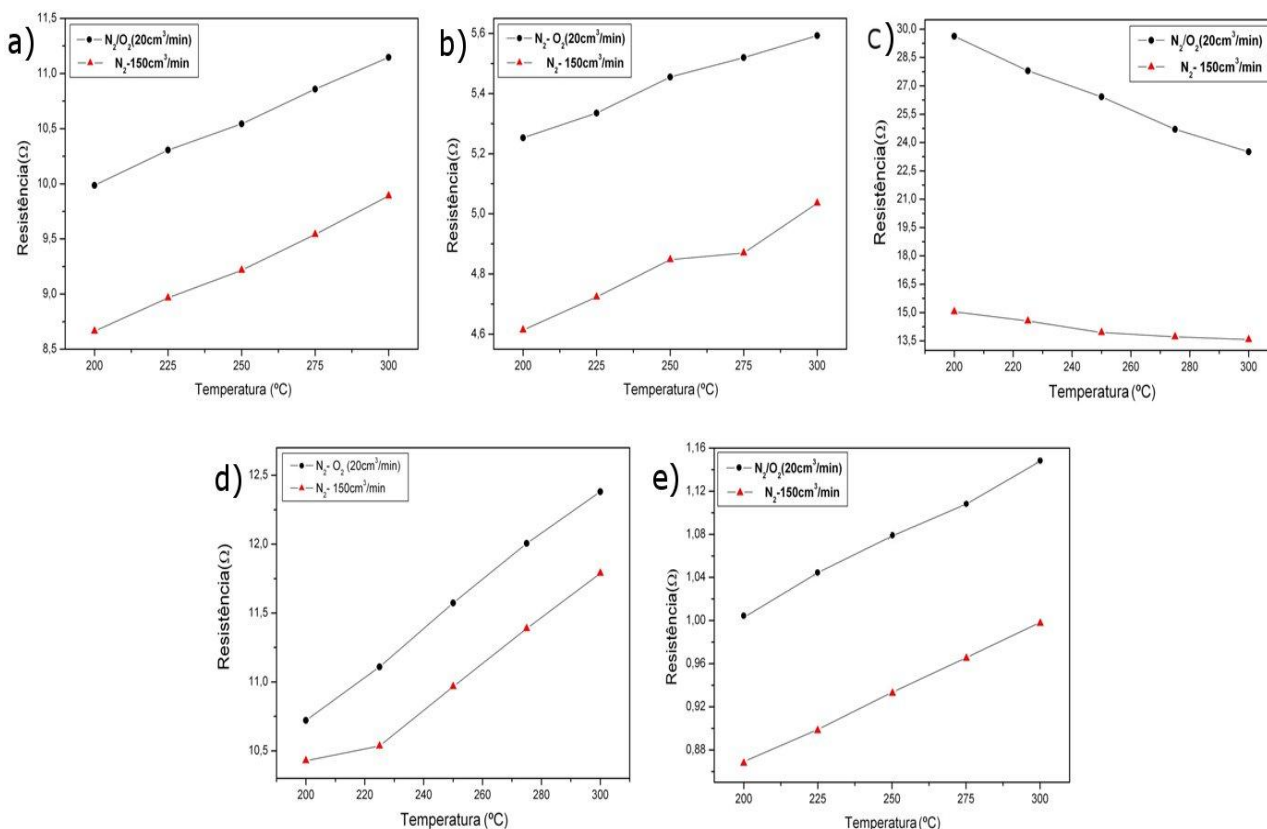 a)
N₂/O₂(20cm³/min)
N₂-150cm³/min
Resistência(Ω)
11,5
11,0
10,5
10,0
9,5
9,0
8,5
200 225 250 275 300
Temperatura (ºC)
b)
N₂- O₂(20cm³/min)
N₂- 150cm³/min
Resistência(Ω)
5,6
5,4
5,2
5,0
4,8
4,6
200 225 250 275 300
Temperatura (ºC)
c)
N₂/O₂(20cm³/min)
N₂- 150cm³/min
Resistência(Ω)
30,0
28,5
27,0
25,5
24,0
22,5
21,0
19,5
18,0
16,5
15,0
13,5
200 220 240 260 280 300
Temperatura (ºC)
d)
N₂- O₂ (20cm³/min)
N₂- 150cm³/min
Resistência(Ω)
12,5
12,0
11,5
11,0
10,5
200 220 240 260 280 300
Temperatura (ºC)
e)
N₂/O₂(20cm³/min)
N₂-150cm³/min
Resistência(Ω)
1,16
1,12
1,08
1,04
1,00
0,96
0,92
0,88
200 225 250 275 300
Temperatura (ºC)